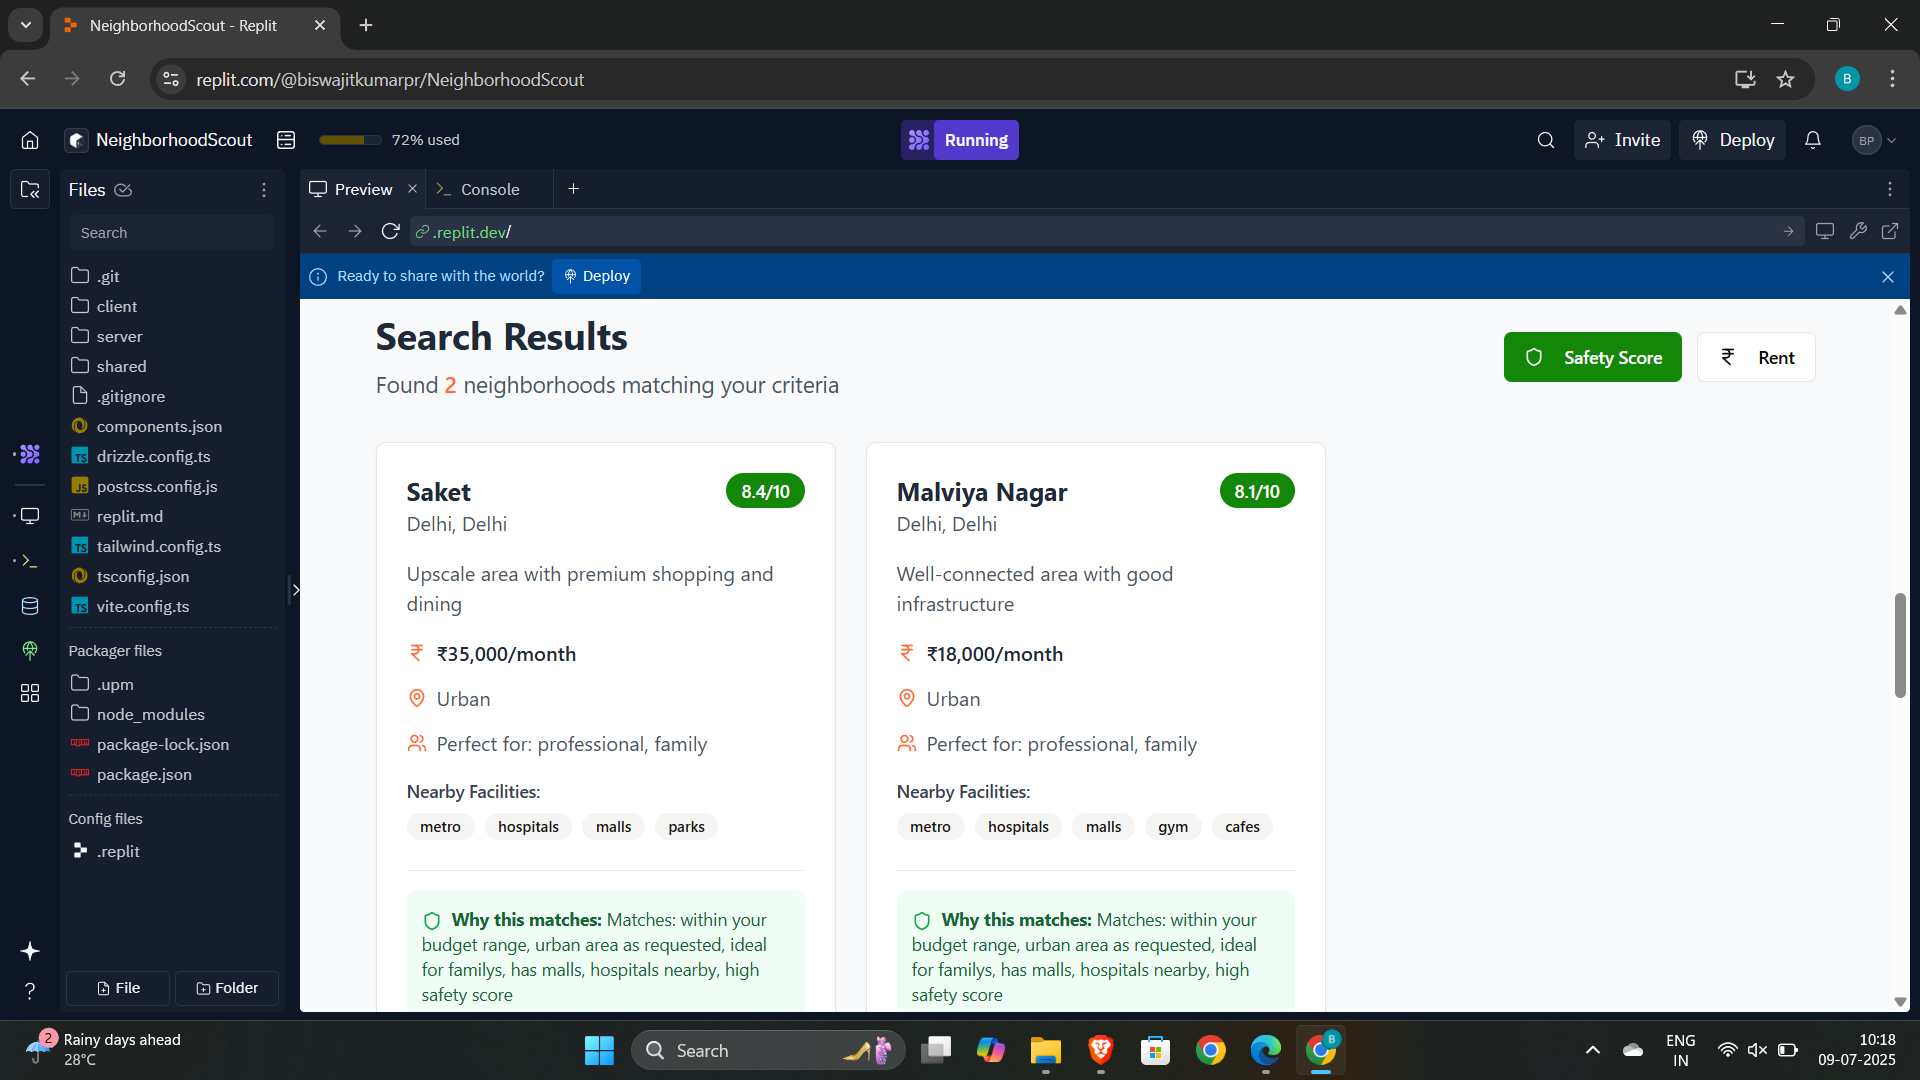 NeighborhoodScout - Replit
replit.com/@biswajitkumarpr/NeighborhoodScout
B
NeighborhoodScout
72% used
Running
Invite
Deploy
BP
Files
Search
.git
client
server
shared
.gitignore
components.json
TS drizzle.config.ts
JS postcss.config.js
replit.md
TS tailwind.config.ts
tsconfig.json
TS vite.config.ts
Packager files
.upm
node_modules
package-lock.json
package.json
Config files
.replit
File
Folder
Preview
Console
.replit.dev/
Ready to share with the world?
Deploy
Search Results
Found 2 neighborhoods matching your criteria
Safety Score
₹ Rent
Saket
8.4/10
Delhi, Delhi
Upscale area with premium shopping and
dining
₹ ₹35,000/month
Urban
Perfect for: professional, family
Nearby Facilities:
metro hospitals malls parks
Why this matches: Matches: within your
budget range, urban area as requested, ideal
for familys, has malls, hospitals nearby, high
safety score
Malviya Nagar
8.1/10
Delhi, Delhi
Well-connected area with good
infrastructure
₹ ₹18,000/month
Urban
Perfect for: professional, family
Nearby Facilities:
metro hospitals malls gym cafes
Why this matches: Matches: within your
budget range, urban area as requested, ideal
for familys, has malls, hospitals nearby, high
safety score
2
Rainy days ahead
28°C
Search
B
ENG
IN
10:18
09-07-2025